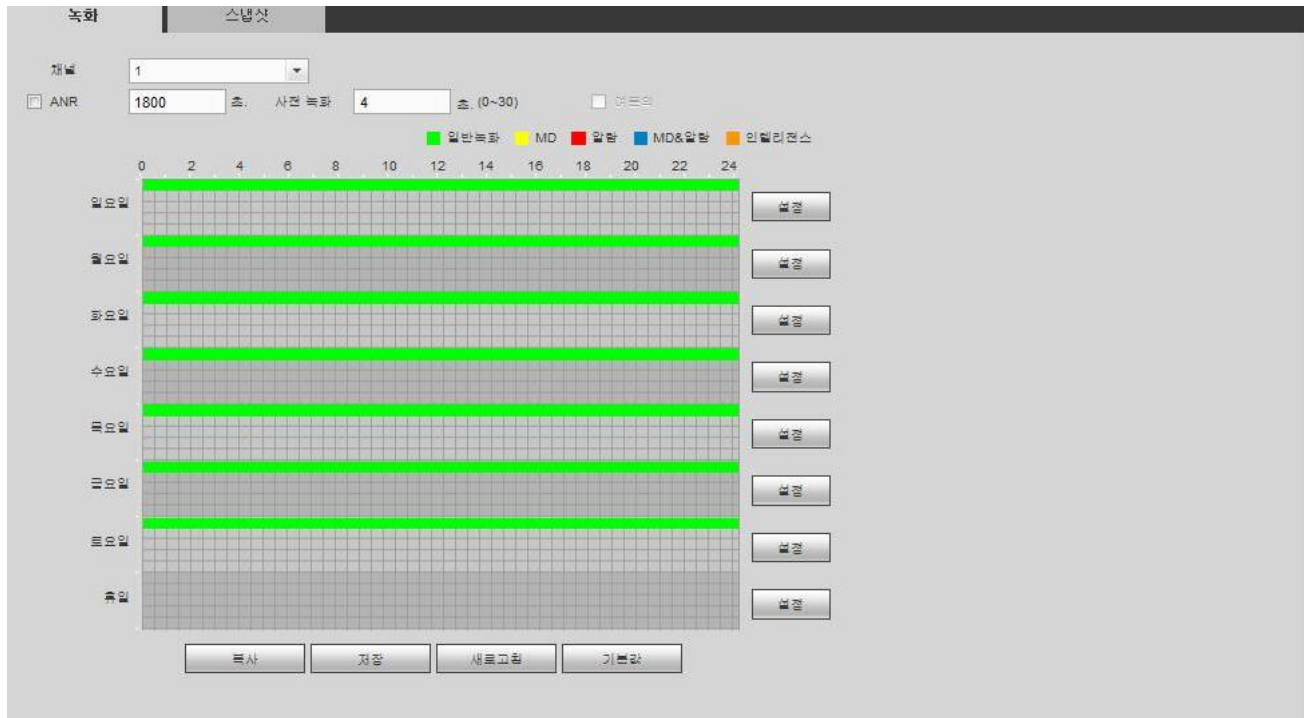 녹화 스냅샷
채널 1
ANR 1800 초. 사전 녹화 4 초. (0~30) 여분의
일반녹화 MD 알람 MD&알람 인텔리전스
0 2 4 6 8 10 12 14 16 18 20 22 24
일요일 설정
월요일 설정
화요일 설정
수요일 설정
목요일 설정
금요일 설정
토요일 설정
휴일 설정
복사 저장 새로고침 기본값